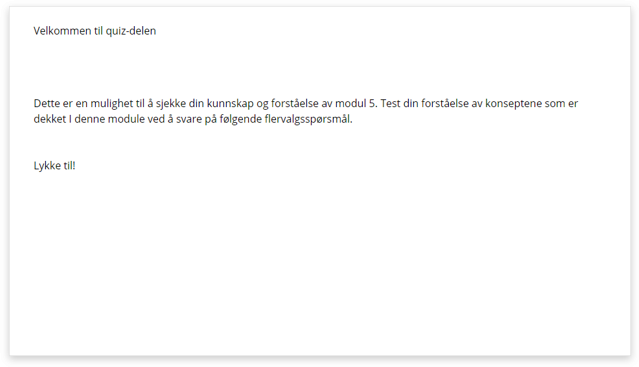 Velkommen til quiz-delen
Dette er en mulighet til å sjekke din kunnskap og forståelse av modul 5. Test din forståelse av konseptene som er
dekket I denne module ved å svare på følgende flervalgsspørsmål.
Lykke til!